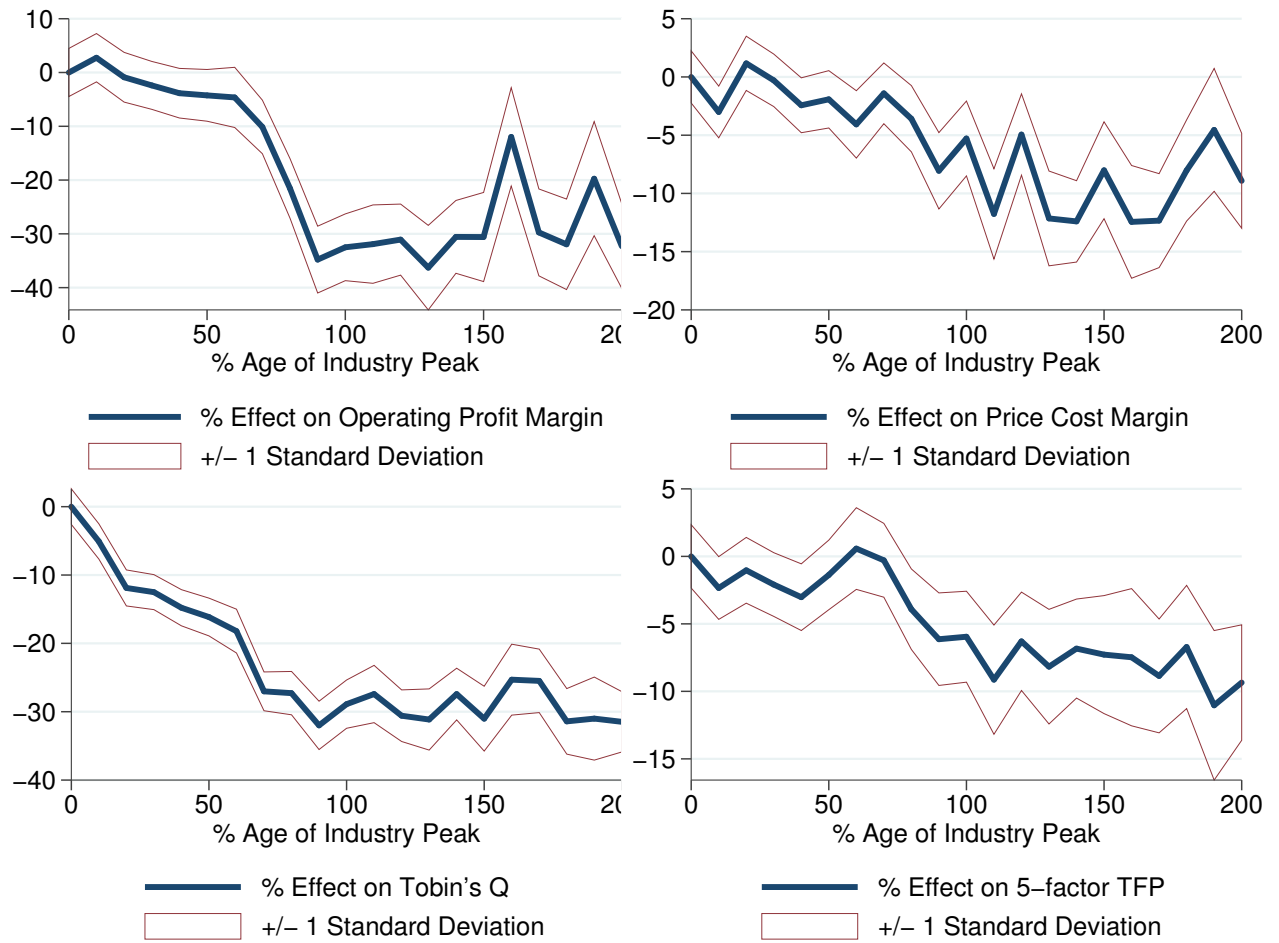 10
0
−10
−20
−30
−40
0 50 100 150 20
% Age of Industry Peak
% Effect on Operating Profit Margin
+/− 1 Standard Deviation
5
0
−5
−10
−15
−20
0 50 100 150 200
% Age of Industry Peak
% Effect on Price Cost Margin
+/− 1 Standard Deviation
0
−10
−20
−30
−40
0 50 100 150 20
% Age of Industry Peak
% Effect on Tobin’s Q
+/− 1 Standard Deviation
5
0
−5
−10
−15
0 50 100 150 200
% Age of Industry Peak
% Effect on 5−factor TFP
+/− 1 Standard Deviation